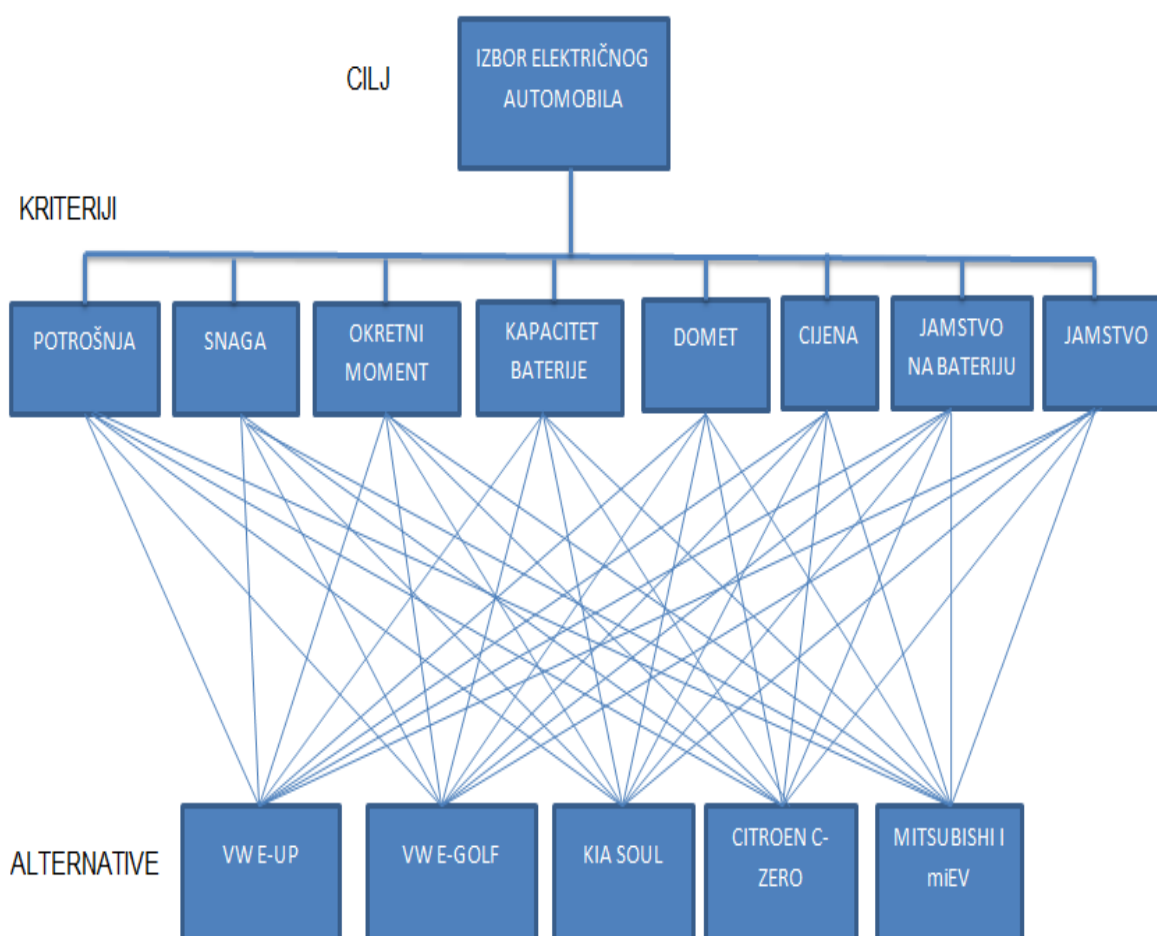 IZBOR ELEKTRIČNOG
AUTOMOBILA
CILJ
KRITERIJI
POTROŠNJA
SNAGA
OKRETNI
MOMENT
KAPACITET
BATERIJE
DOMET
CIJENA
JAMSTVO
NA BATERIJU
JAMSTVO
ALTERNATIVE
VW E-UP
VW E-GOLF
KIA SOUL
CITROEN C-
ZERO
MITSUBISHI I
miEV